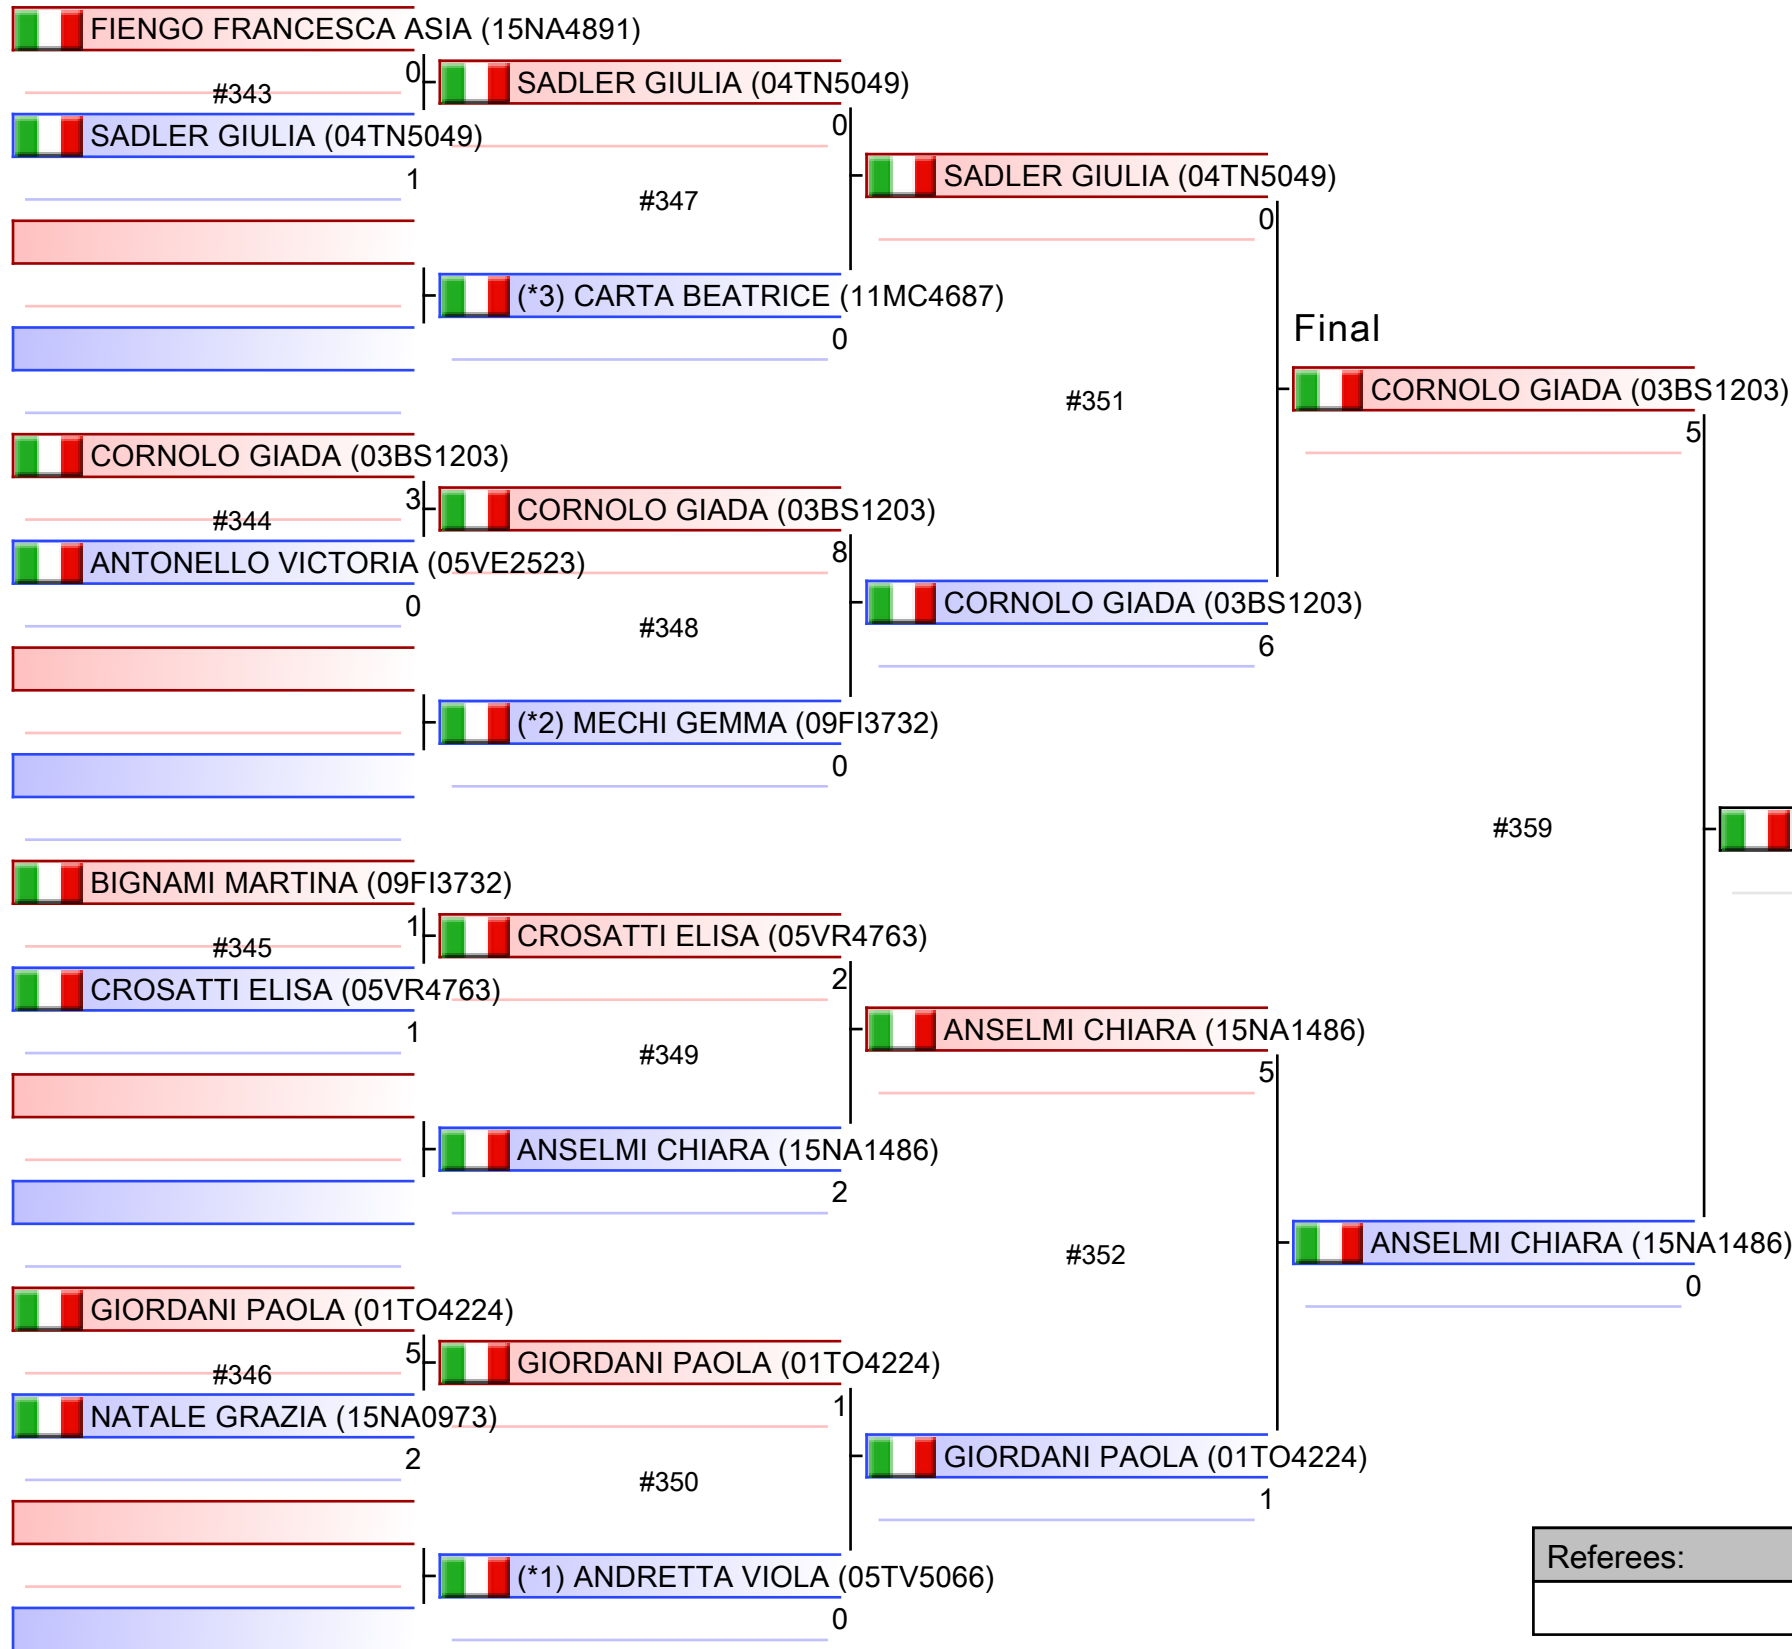 FIENGO FRANCESCA ASIA (15NA4891)
0
#343
SADLER GIULIA (04TN5049)
1
CORNOLO GIADA (03BS1203)
3
#344
ANTONELLO VICTORIA (05VE2523)
0
BIGNAMI MARTINA (09FI3732)
1
#345
CROSATTI ELISA (05VR4763)
1
GIORDANI PAOLA (01TO4224)
5
#346
NATALE GRAZIA (15NA0973)
2
SADLER GIULIA (04TN5049)
0
#347
(*3) CARTA BEATRICE (11MC4687)
0
CORNOLO GIADA (03BS1203)
8
#348
(*2) MECHI GEMMA (09FI3732)
0
CROSATTI ELISA (05VR4763)
2
#349
ANSELMI CHIARA (15NA1486)
2
GIORDANI PAOLA (01TO4224)
1
#350
(*1) ANDRETTA VIOLA (05TV5066)
0
SADLER GIULIA (04TN5049)
0
#351
CORNOLO GIADA (03BS1203)
6
ANSELMI CHIARA (15NA1486)
5
#352
GIORDANI PAOLA (01TO4224)
1
Final
CORNOLO GIADA (03BS1203)
5
#359
ANSELMI CHIARA (15NA1486)
0
Referees: